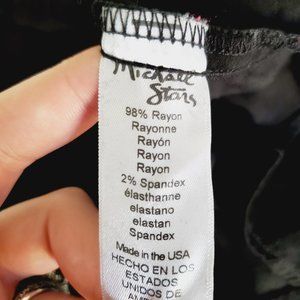 Michael
Stars
98% Rayon
Rayonne
Rayón
Rayon
Rayon
2% Spandex
élasthanne
elastano
elastan
Spandex
Made in the USA
HECHO EN LOS
ESTADOS
UNIDOS DE